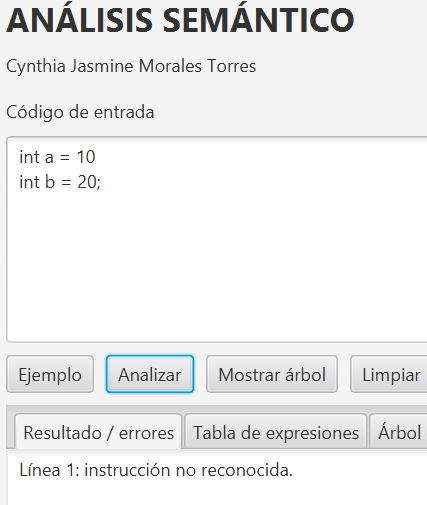 ANÁLISIS SEMÁNTICO
Cynthia Jasmine Morales Torres
Código de entrada
int a = 10
int b = 20;
Ejemplo Analizar Mostrar árbol Limpiar
Resultado / errores Tabla de expresiones Árbol
Línea 1: instrucción no reconocida.